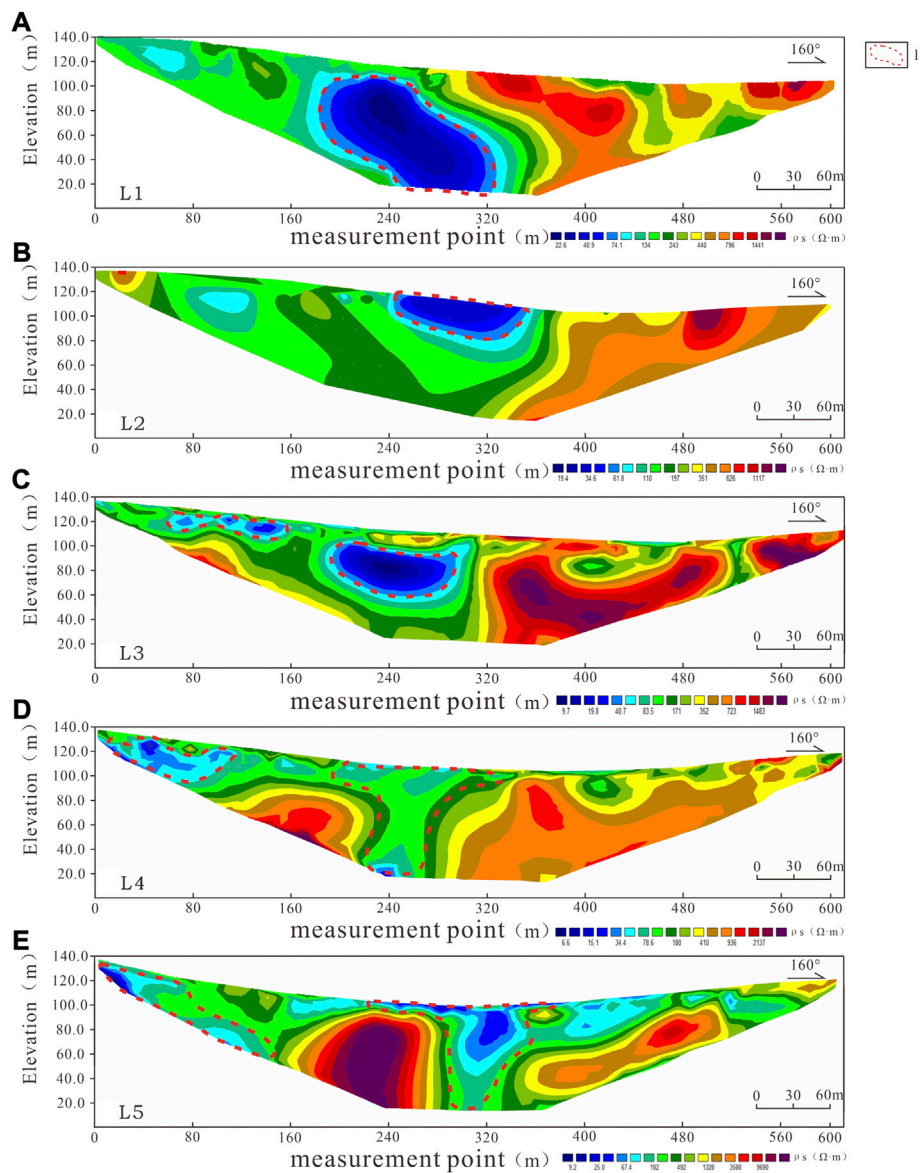 A
Elevation (m)
140.0
120.0
100.0
80.0
60.0
40.0
20.0
160°
1
L1
0 30 60m
0 80 160 240 320 400 480 560 600
measurement point (m)
22.6 40.9 74.1 134 243 440 796 1441 ρs (Ω·m)
B
Elevation (m)
140.0
120.0
100.0
80.0
60.0
40.0
20.0
160°
L2
0 30 60m
0 80 160 240 320 400 480 560 600
measurement point (m)
19.4 34.6 61.8 110 197 351 626 1117 ρs (Ω·m)
C
Elevation (m)
140.0
120.0
100.0
80.0
60.0
40.0
20.0
160°
L3
0 30 60m
0 80 160 240 320 400 480 560 600
measurement point (m)
9.7 19.8 40.7 83.5 171 352 723 1483 ρs (Ω·m)
D
Elevation (m)
140.0
120.0
100.0
80.0
60.0
40.0
20.0
160°
L4
0 30 60m
0 80 160 240 320 400 480 560 600
measurement point (m)
6.6 15.1 34.4 78.6 180 410 936 2137 ρs (Ω·m)
E
Elevation (m)
140.0
120.0
100.0
80.0
60.0
40.0
20.0
160°
L5
0 30 60m
0 80 160 240 320 400 480 560 600
measurement point (m)
9.2 25.0 67.4 182 492 1328 3588 9690 ρs (Ω·m)